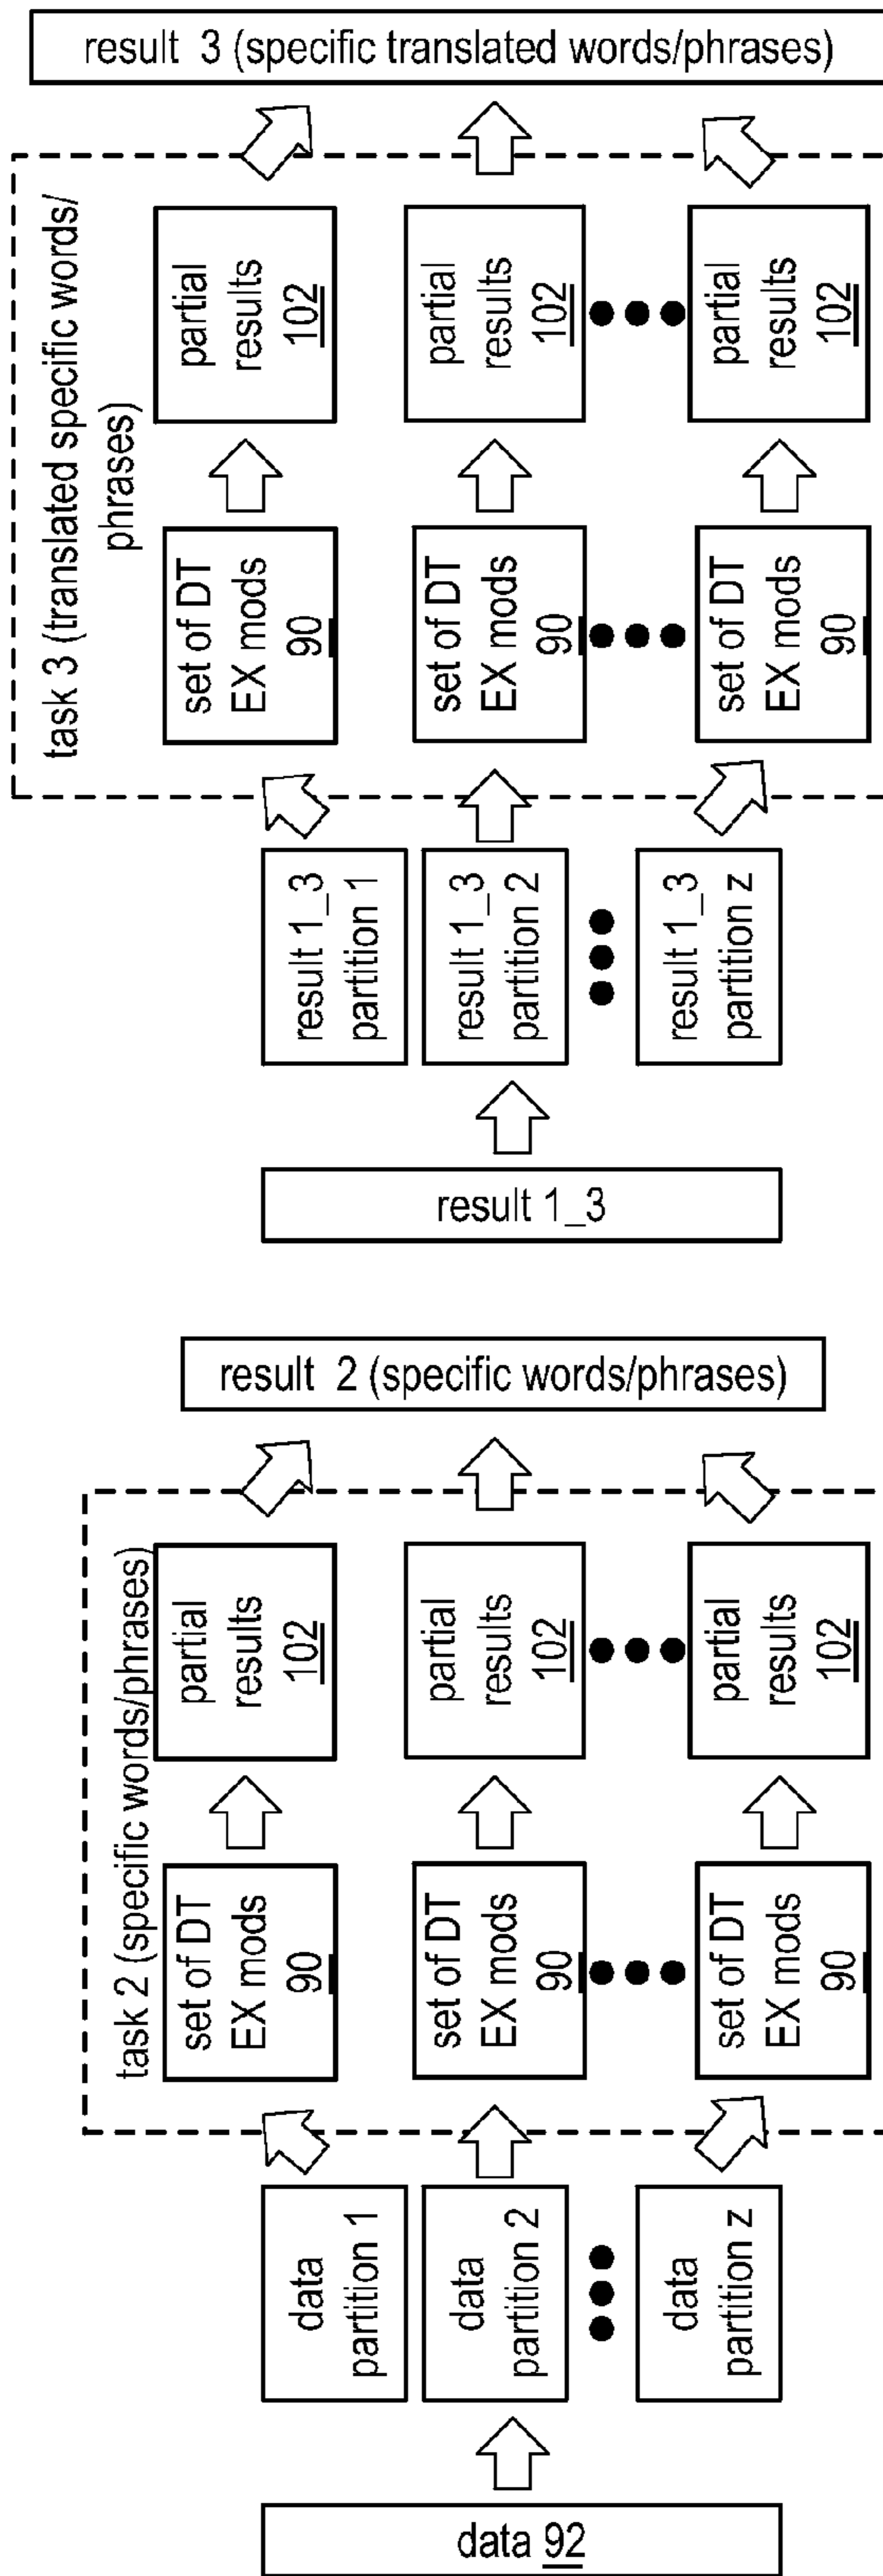 data 92
data
partition 1
data
partition 2
data
partition z
task 2 (specific words/phrases)
set of DT
EX mods
90
partial
results
102
set of DT
EX mods
90
partial
results
102
set of DT
EX mods
90
partial
results
102
result 2 (specific words/phrases)
result 1_3
result 1_3
partition 1
result 1_3
partition 2
result 1_3
partition z
task 3 (translated specific words/
phrases)
set of DT
EX mods
90
partial
results
102
set of DT
EX mods
90
partial
results
102
set of DT
EX mods
90
partial
results
102
result 3 (specific translated words/phrases)